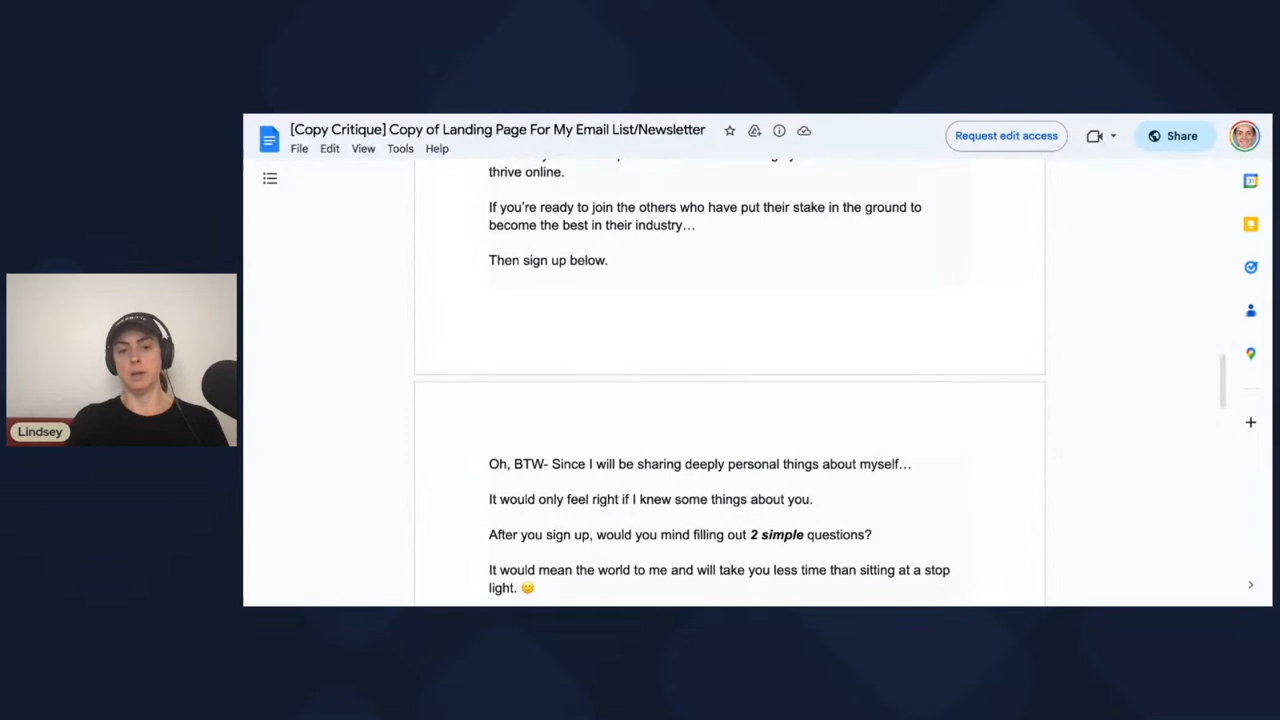 [Copy Critique] Copy of Landing Page For My Email List/Newsletter
File Edit View Tools Help
Request edit access
Share
thrive online.
If you're ready to join the others who have put their stake in the ground to
become the best in their industry…
Then sign up below.
Lindsey
Oh, BTW- Since I will be sharing deeply personal things about myself…
It would only feel right if I knew some things about you.
After you sign up, would you mind filling out 2 simple questions?
It would mean the world to me and will take you less time than sitting at a stop
light. 🙂